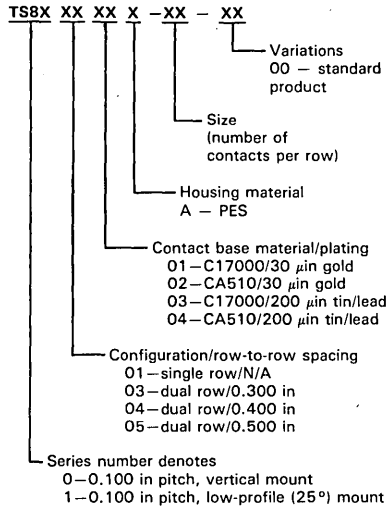 TS8X XX XX X -XX - XX
Variations
00 — standard
product
Size
(number of
contacts per row)
Housing material
A — PES
Contact base material/plating
01—C17000/30 μin gold
02—CA510/30 μin gold
03—C17000/200 μin tin/lead
04—CA510/200 μin tin/lead
Configuration/row-to-row spacing
01—single row/N/A
03—dual row/0.300 in
04—dual row/0.400 in
05—dual row/0.500 in
Series number denotes
0—0.100 in pitch, vertical mount
1—0.100 in pitch, low-profile (25°) mount